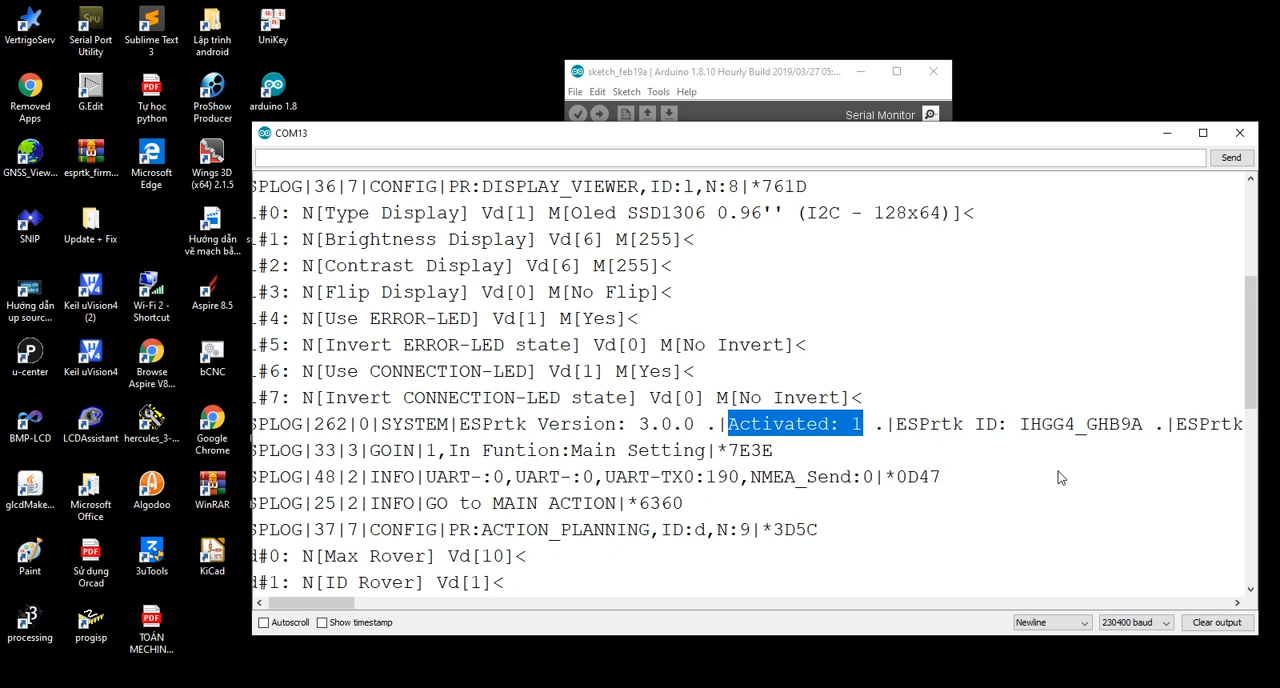 VertrigoServ
Serial Port
Utility
Sublime Text
3
Lập trình
android
UniKey
Removed
Apps
G.Edit
Tự học
python
ProShow
Producer
arduino 1.8
GNSS_View...
esprtk_firm...
Microsoft
Edge
Wings 3D
(x64) 2.1.5
SNIP
Update + Fix
Hướng dẫn
vẽ mạch bằ...
Hướng dẫn
up sourc...
Keil uVision4
(2)
Wi-Fi 2 -
Shortcut
Aspire 8.5
u-center
Keil uVision4
Browse
Aspire V8...
bCNC
BMP-LCD
LCDAssistant
hercules_3-...
Google
Chrome
glcdMake...
Microsoft
Office
Algodoo
WinRAR
Paint
Sử dụng
Orcad
3uTools
KiCad
processing
progisp
TOÁN
MECHIN...
sketch_feb19a | Arduino 1.8.10 Hourly Build 2019/03/27 05:...
File Edit Sketch Tools Help
Serial Monitor
COM13
Send
SPLOG|36|7|CONFIG|PR:DISPLAY_VIEWER,ID:l,N:8|*761D
l#0: N[Type Display] Vd[1] M[Oled SSD1306 0.96'' (I2C - 128x64)]<
l#1: N[Brightness Display] Vd[6] M[255]<
l#2: N[Contrast Display] Vd[6] M[255]<
l#3: N[Flip Display] Vd[0] M[No Flip]<
l#4: N[Use ERROR-LED] Vd[1] M[Yes]<
l#5: N[Invert ERROR-LED state] Vd[0] M[No Invert]<
l#6: N[Use CONNECTION-LED] Vd[1] M[Yes]<
l#7: N[Invert CONNECTION-LED state] Vd[0] M[No Invert]<
SPLOG|262|0|SYSTEM|ESPrtk Version: 3.0.0 .|Activated: 1 .|ESPrtk ID: IHGG4_GHB9A .|ESPrtk
SPLOG|33|3|GOIN|1,In Funtion:Main Setting|*7E3E
SPLOG|48|2|INFO|UART-:0,UART-:0,UART-TX0:190,NMEA_Send:0|*0D47
SPLOG|25|2|INFO|GO to MAIN ACTION|*6360
SPLOG|37|7|CONFIG|PR:ACTION_PLANNING,ID:d,N:9|*3D5C
d#0: N[Max Rover] Vd[10]<
d#1: N[ID Rover] Vd[1]<
Autoscroll Show timestamp
Newline
230400 baud
Clear output